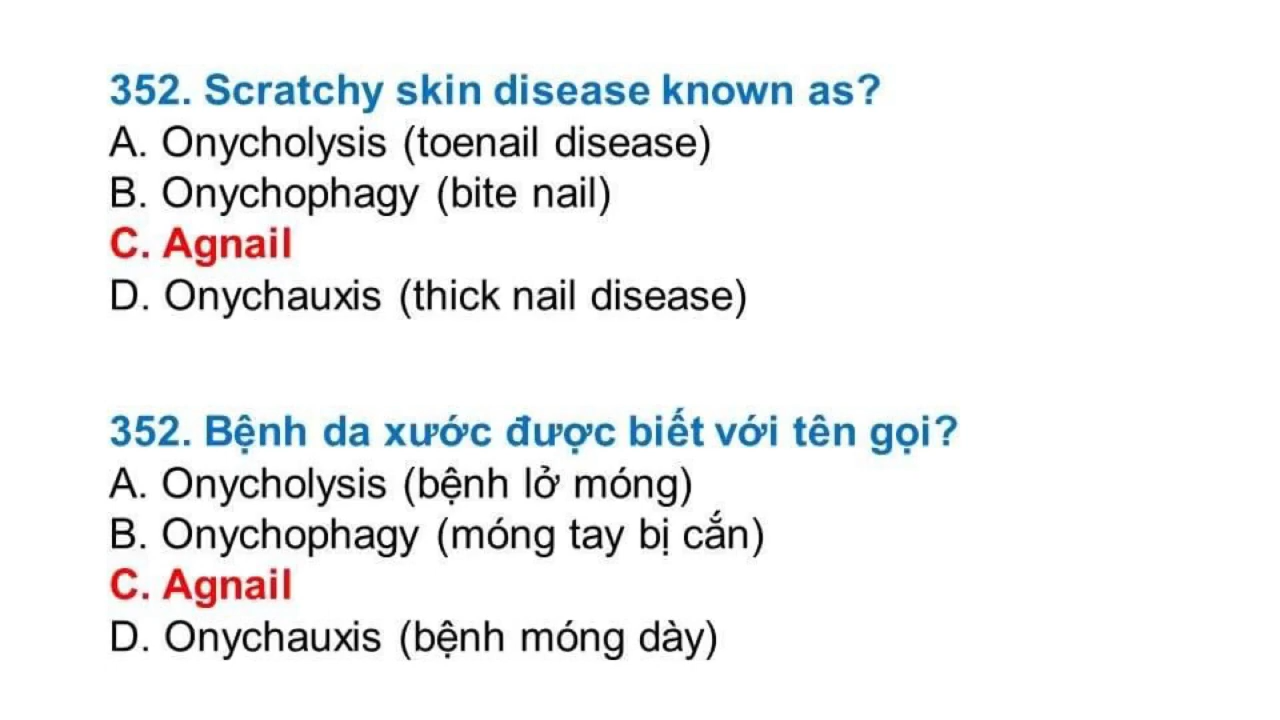 352. Scratchy skin disease known as?
A. Onycholysis (toenail disease)
B. Onychophagy (bite nail)
C. Agnail
D. Onychauxis (thick nail disease)
352. Bệnh da xước được biết với tên gọi?
A. Onycholysis (bệnh lở móng)
B. Onychophagy (móng tay bị cắn)
C. Agnail
D. Onychauxis (bệnh móng dày)